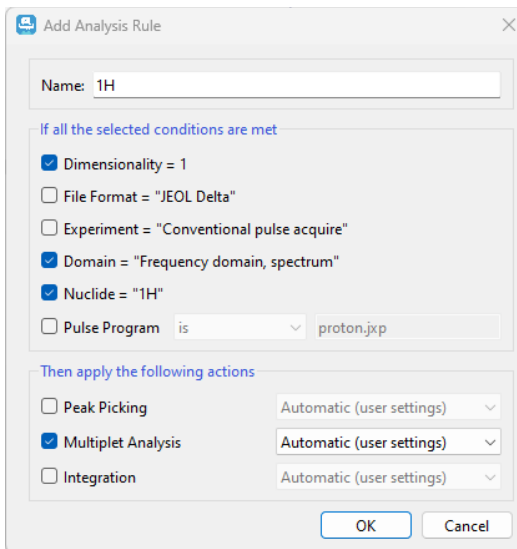 Add Analysis Rule
Name: 1H
If all the selected conditions are met
Dimensionality = 1
File Format = "JEOL Delta"
Experiment = "Conventional pulse acquire"
Domain = "Frequency domain, spectrum"
Nuclide = "1H"
Pulse Program is proton.jxp
Then apply the following actions
Peak Picking Automatic (user settings)
Multiplet Analysis Automatic (user settings)
Integration Automatic (user settings)
OK Cancel